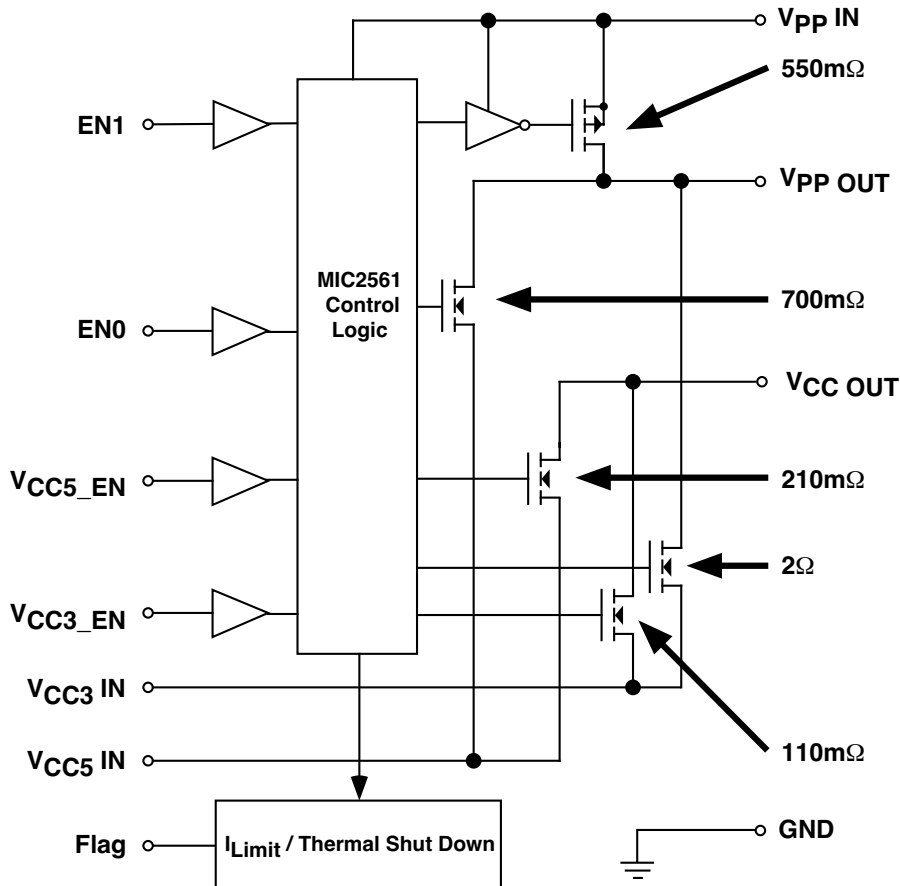 VPP IN
550mΩ
EN1
VPP OUT
MIC2561
Control
Logic
700mΩ
EN0
VCC OUT
VCC5_EN
210mΩ
2Ω
VCC3_EN
VCC3 IN
110mΩ
VCC5 IN
GND
Flag
ILimit / Thermal Shut Down